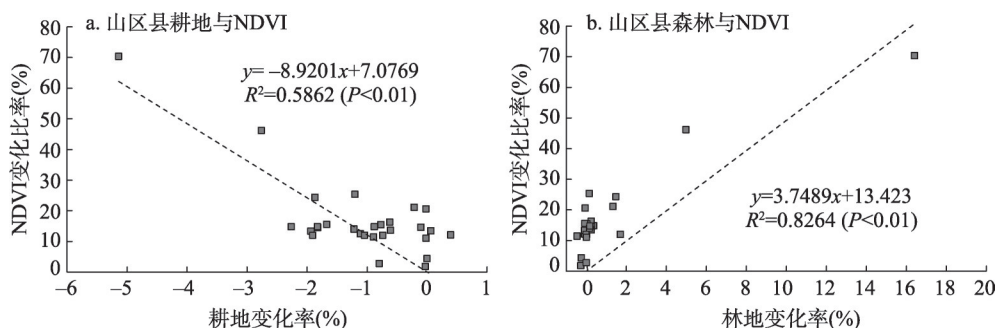 a. 山区县耕地与NDVI
NDVI变化比率(%)
80
70
60
50
40
30
20
10
0
y= –8.9201x+7.0769
R²=0.5862 (P<0.01)
–6 –5 –4 –3 –2 –1 0 1
耕地变化率(%)
b. 山区县森林与NDVI
NDVI变化比率(%)
80
70
60
50
40
30
20
10
0
y=3.7489x+13.423
R²=0.8264 (P<0.01)
0 2 4 6 8 10 12 14 16 18 20
林地变化率(%)